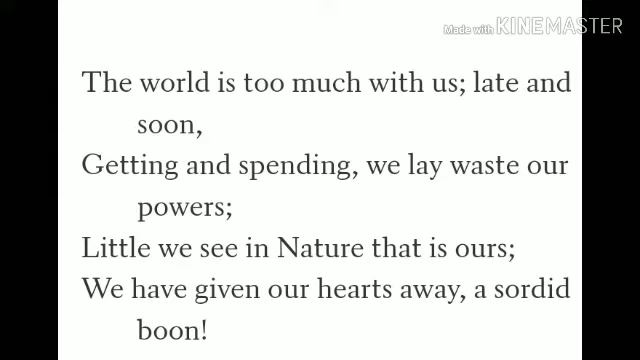 Made with KINEMASTER
The world is too much with us; late and
soon,
Getting and spending, we lay waste our
powers;
Little we see in Nature that is ours;
We have given our hearts away, a sordid
boon!